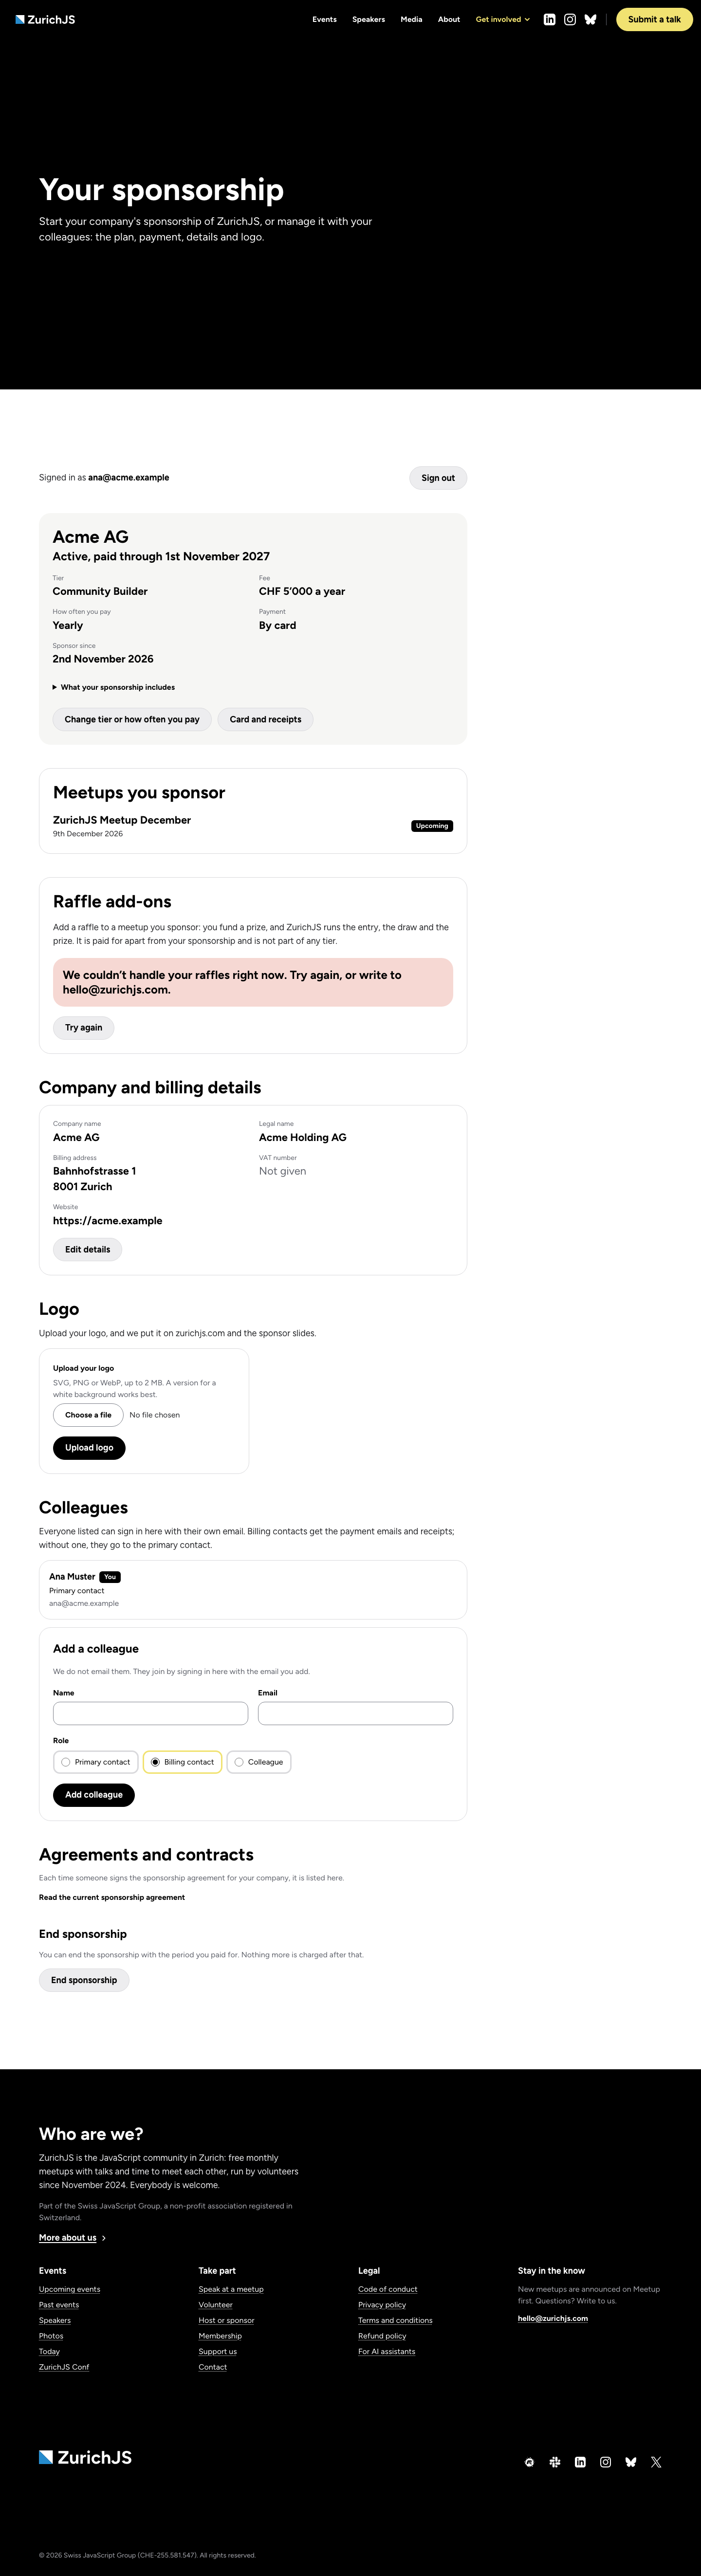 ZurichJS
Events
Speakers
Media
About
Get involved
Submit a talk
Your sponsorship
Start your company's sponsorship of ZurichJS, or manage it with your
colleagues: the plan, payment, details and logo.
Signed in as ana@acme.example
Sign out
Acme AG
Active, paid through 1st November 2027
Tier
Community Builder
Fee
CHF 5’000 a year
How often you pay
Yearly
Payment
By card
Sponsor since
2nd November 2026
What your sponsorship includes
Change tier or how often you pay
Card and receipts
Meetups you sponsor
ZurichJS Meetup December
9th December 2026
Upcoming
Raffle add-ons
Add a raffle to a meetup you sponsor: you fund a prize, and ZurichJS runs the entry, the draw and the
prize. It is paid for apart from your sponsorship and is not part of any tier.
We couldn’t handle your raffles right now. Try again, or write to
hello@zurichjs.com.
Try again
Company and billing details
Company name
Acme AG
Legal name
Acme Holding AG
Billing address
Bahnhofstrasse 1
8001 Zurich
VAT number
Not given
Website
https://acme.example
Edit details
Logo
Upload your logo, and we put it on zurichjs.com and the sponsor slides.
Upload your logo
SVG, PNG or WebP, up to 2 MB. A version for a
white background works best.
Choose a file
No file chosen
Upload logo
Colleagues
Everyone listed can sign in here with their own email. Billing contacts get the payment emails and receipts;
without one, they go to the primary contact.
Ana Muster
You
Primary contact
ana@acme.example
Add a colleague
We do not email them. They join by signing in here with the email you add.
Name
Email
Role
Primary contact
Billing contact
Colleague
Add colleague
Agreements and contracts
Each time someone signs the sponsorship agreement for your company, it is listed here.
Read the current sponsorship agreement
End sponsorship
You can end the sponsorship with the period you paid for. Nothing more is charged after that.
End sponsorship
Who are we?
ZurichJS is the JavaScript community in Zurich: free monthly
meetups with talks and time to meet each other, run by volunteers
since November 2024. Everybody is welcome.
Part of the Swiss JavaScript Group, a non-profit association registered in
Switzerland.
More about us
Events
Upcoming events
Past events
Speakers
Photos
Today
ZurichJS Conf
Take part
Speak at a meetup
Volunteer
Host or sponsor
Membership
Support us
Contact
Legal
Code of conduct
Privacy policy
Terms and conditions
Refund policy
For AI assistants
Stay in the know
New meetups are announced on Meetup
first. Questions? Write to us.
hello@zurichjs.com
ZurichJS
© 2026 Swiss JavaScript Group (CHE-255.581.547). All rights reserved.